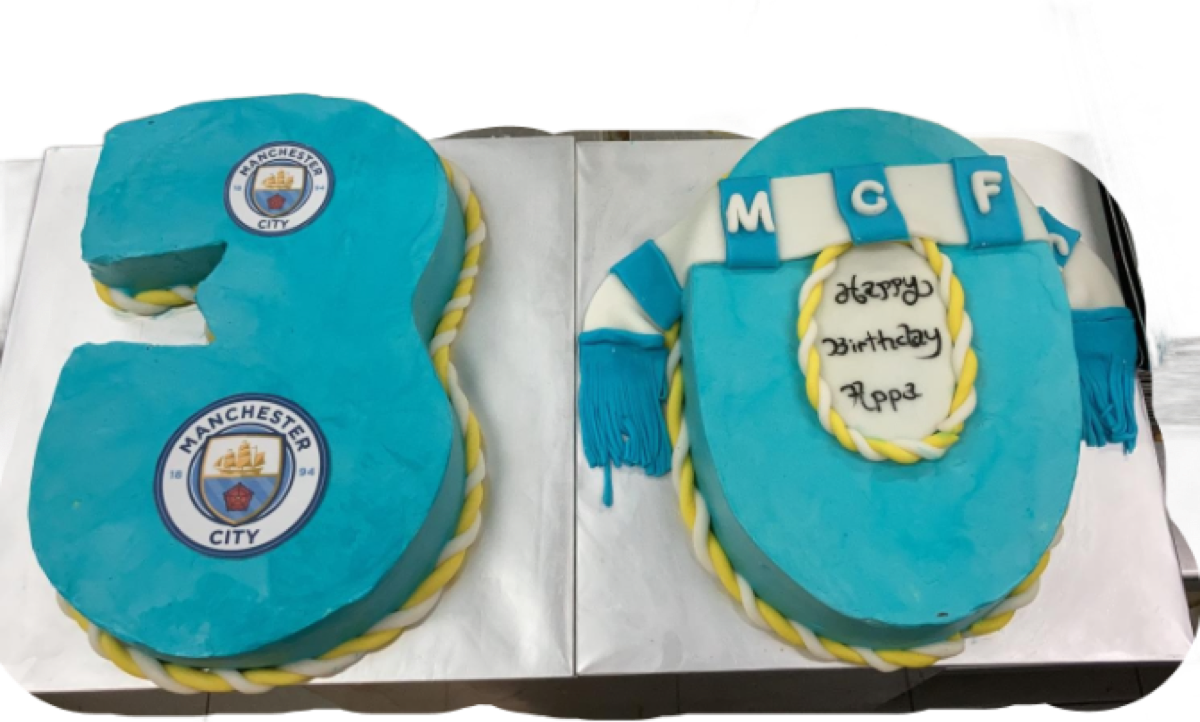 MANCHESTER
CITY
MANCHESTER
18 94
CITY
M C F
Happy
Birthday
Appa